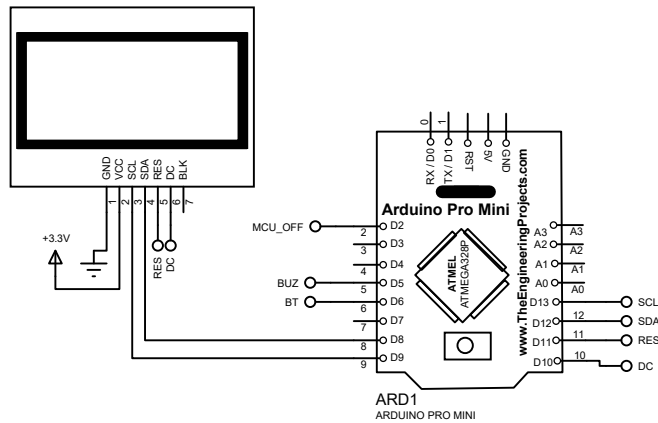 GND
VCC
SCL
SDA
RES
DC
BLK
1
2
3
4
5
6
7
+3.3V
RES
DC
0
1
RX / D0
TX / D1
RST
5V
GND
Arduino Pro Mini
www.TheEngineeringProjects.com
ATMEL
ATMEGA328P
MCU_OFF
2
D2
3
D3
4
D4
BUZ
5
D5
BT
6
D6
7
D7
8
D8
9
D9
A3
A3
A2
A2
A1
A1
A0
A0
D13
SCL
D12
12
SDA
D11
11
RES
D10
10
DC
ARD1
ARDUINO PRO MINI